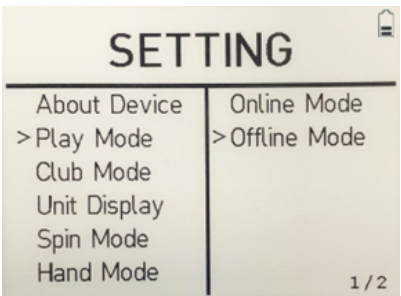 SETTING
About Device
>Play Mode
Club Mode
Unit Display
Spin Mode
Hand Mode
Online Mode
>Offline Mode
1/2